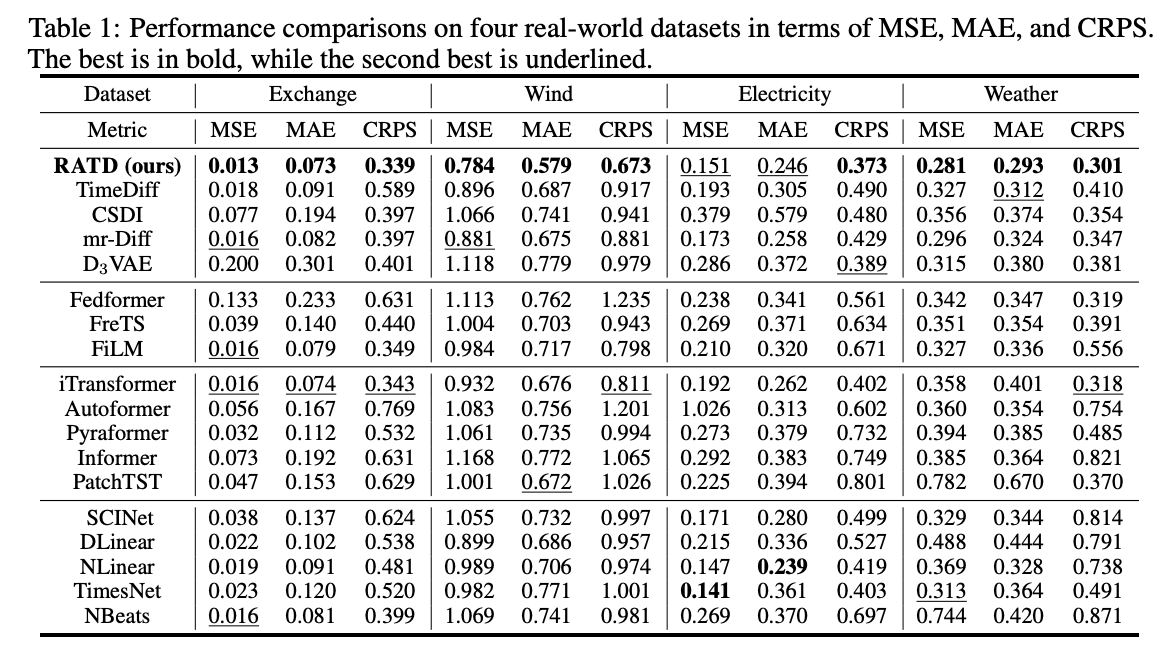 Table 1: Performance comparisons on four real-world datasets in terms of MSE, MAE, and CRPS.
The best is in bold, while the second best is underlined.
Dataset Exchange Wind Electricity Weather
Metric MSE MAE CRPS MSE MAE CRPS MSE MAE CRPS MSE MAE CRPS
RATD (ours) 0.013 0.073 0.339 0.784 0.579 0.673 0.151 0.246 0.373 0.281 0.293 0.301
TimeDiff 0.018 0.091 0.589 0.896 0.687 0.917 0.193 0.305 0.490 0.327 0.312 0.410
CSDI 0.077 0.194 0.397 1.066 0.741 0.941 0.379 0.579 0.480 0.356 0.374 0.354
mr-Diff 0.016 0.082 0.397 0.881 0.675 0.881 0.173 0.258 0.429 0.296 0.324 0.347
D₃VAE 0.200 0.301 0.401 1.118 0.779 0.979 0.286 0.372 0.389 0.315 0.380 0.381
Fedformer 0.133 0.233 0.631 1.113 0.762 1.235 0.238 0.341 0.561 0.342 0.347 0.319
FreTS 0.039 0.140 0.440 1.004 0.703 0.943 0.269 0.371 0.634 0.351 0.354 0.391
FiLM 0.016 0.079 0.349 0.984 0.717 0.798 0.210 0.320 0.671 0.327 0.336 0.556
iTransformer 0.016 0.074 0.343 0.932 0.676 0.811 0.192 0.262 0.402 0.358 0.401 0.318
Autoformer 0.056 0.167 0.769 1.083 0.756 1.201 1.026 0.313 0.602 0.360 0.354 0.754
Pyraformer 0.032 0.112 0.532 1.061 0.735 0.994 0.273 0.379 0.732 0.394 0.385 0.485
Informer 0.073 0.192 0.631 1.168 0.772 1.065 0.292 0.383 0.749 0.385 0.364 0.821
PatchTST 0.047 0.153 0.629 1.001 0.672 1.026 0.225 0.394 0.801 0.782 0.670 0.370
SCINet 0.038 0.137 0.624 1.055 0.732 0.997 0.171 0.280 0.499 0.329 0.344 0.814
DLinear 0.022 0.102 0.538 0.899 0.686 0.957 0.215 0.336 0.527 0.488 0.444 0.791
NLinear 0.019 0.091 0.481 0.989 0.706 0.974 0.147 0.239 0.419 0.369 0.328 0.738
TimesNet 0.023 0.120 0.520 0.982 0.771 1.001 0.141 0.361 0.403 0.313 0.364 0.491
NBeats 0.016 0.081 0.399 1.069 0.741 0.981 0.269 0.370 0.697 0.744 0.420 0.871